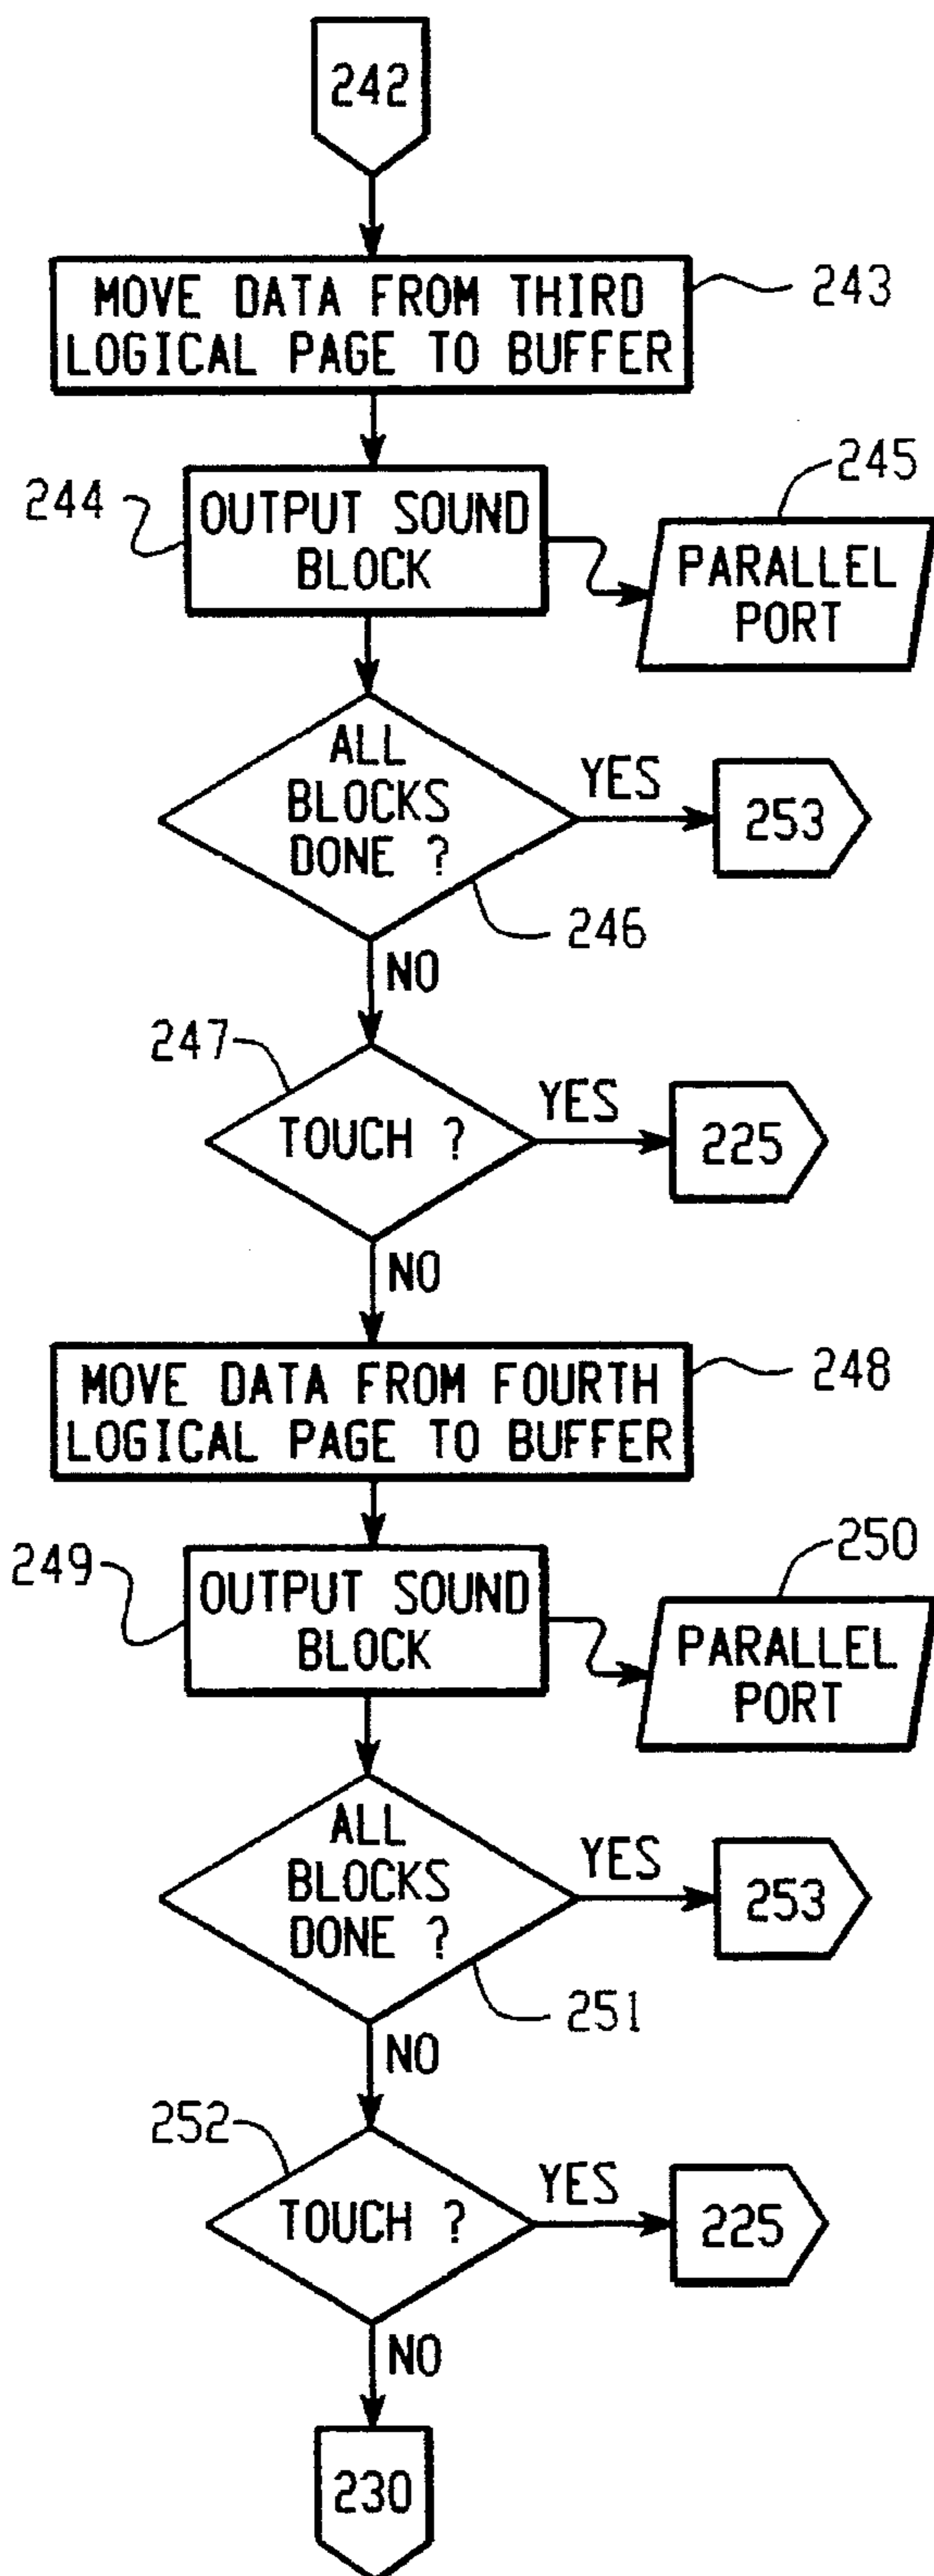 242
MOVE DATA FROM THIRD
LOGICAL PAGE TO BUFFER
243
244
OUTPUT SOUND
BLOCK
245
PARALLEL
PORT
ALL
BLOCKS
DONE ?
YES
253
246
NO
247
TOUCH ?
YES
225
NO
MOVE DATA FROM FOURTH
LOGICAL PAGE TO BUFFER
248
249
OUTPUT SOUND
BLOCK
250
PARALLEL
PORT
ALL
BLOCKS
DONE ?
YES
253
251
NO
252
TOUCH ?
YES
225
NO
230